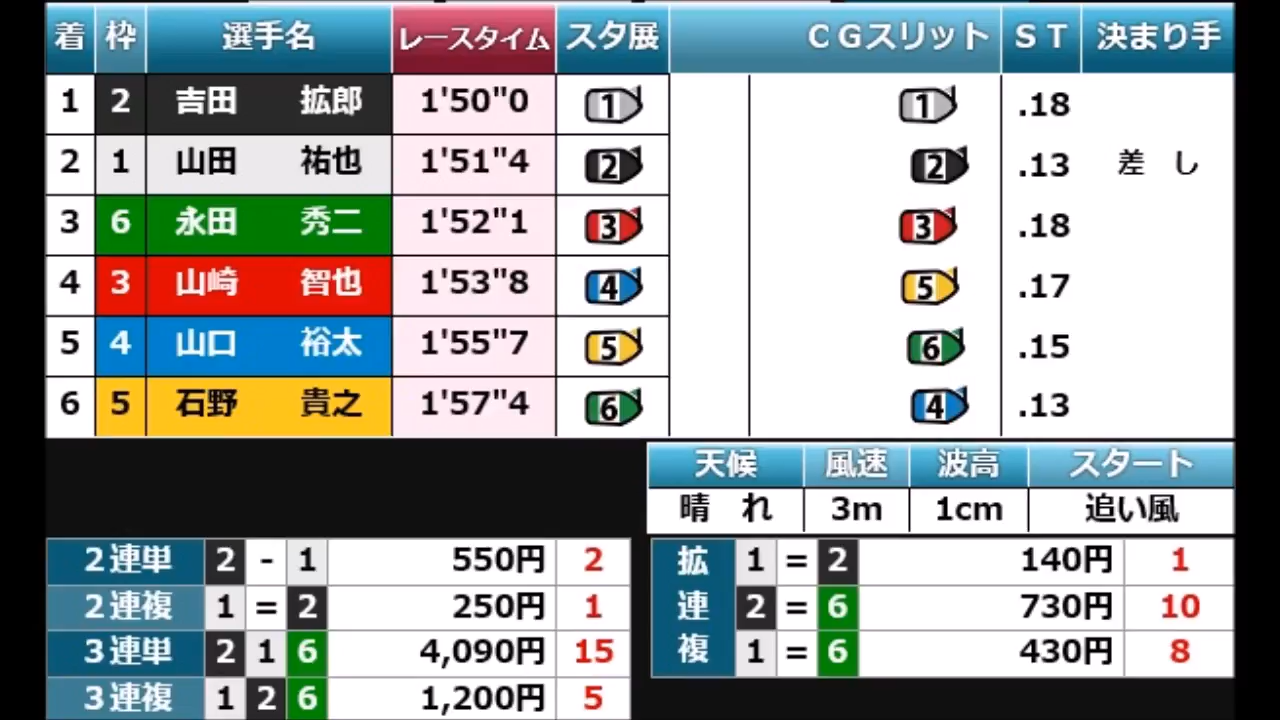 着 枠 選手名 レースタイム スタ展 CGスリット ST 決まり手
1 2 吉田 拡郎 1'50"0 1 1 .18
2 1 山田 祐也 1'51"4 2 2 .13 差 し
3 6 永田 秀二 1'52"1 3 3 .18
4 3 山崎 智也 1'53"8 4 5 .17
5 4 山口 裕太 1'55"7 5 6 .15
6 5 石野 貴之 1'57"4 6 4 .13
天候 風速 波高 スタート
晴 れ 3m 1cm 追い風
2連単 2 - 1 550円 2
2連複 1 = 2 250円 1
3連単 2 1 6 4,090円 15
3連複 1 2 6 1,200円 5
拡 1 = 2 140円 1
連 2 = 6 730円 10
複 1 = 6 430円 8